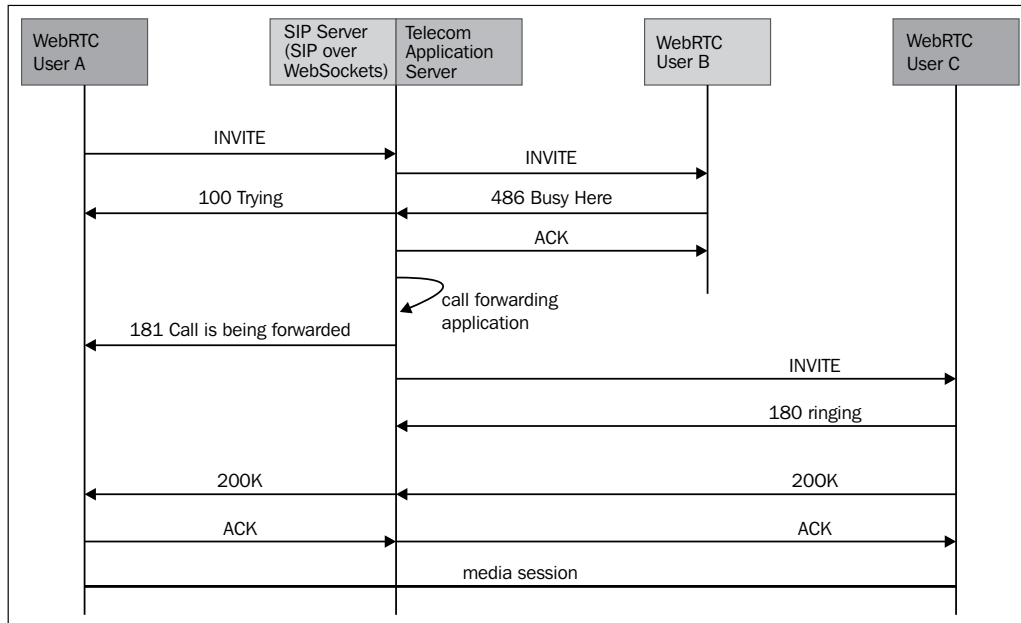 WebRTC
User A
SIP Server
(SIP over
WebSockets)
Telecom
Application
Server
WebRTC
User B
WebRTC
User C
INVITE
INVITE
100 Trying
486 Busy Here
ACK
call forwarding
application
181 Call is being forwarded
INVITE
180 ringing
200K
200K
ACK
ACK
media session